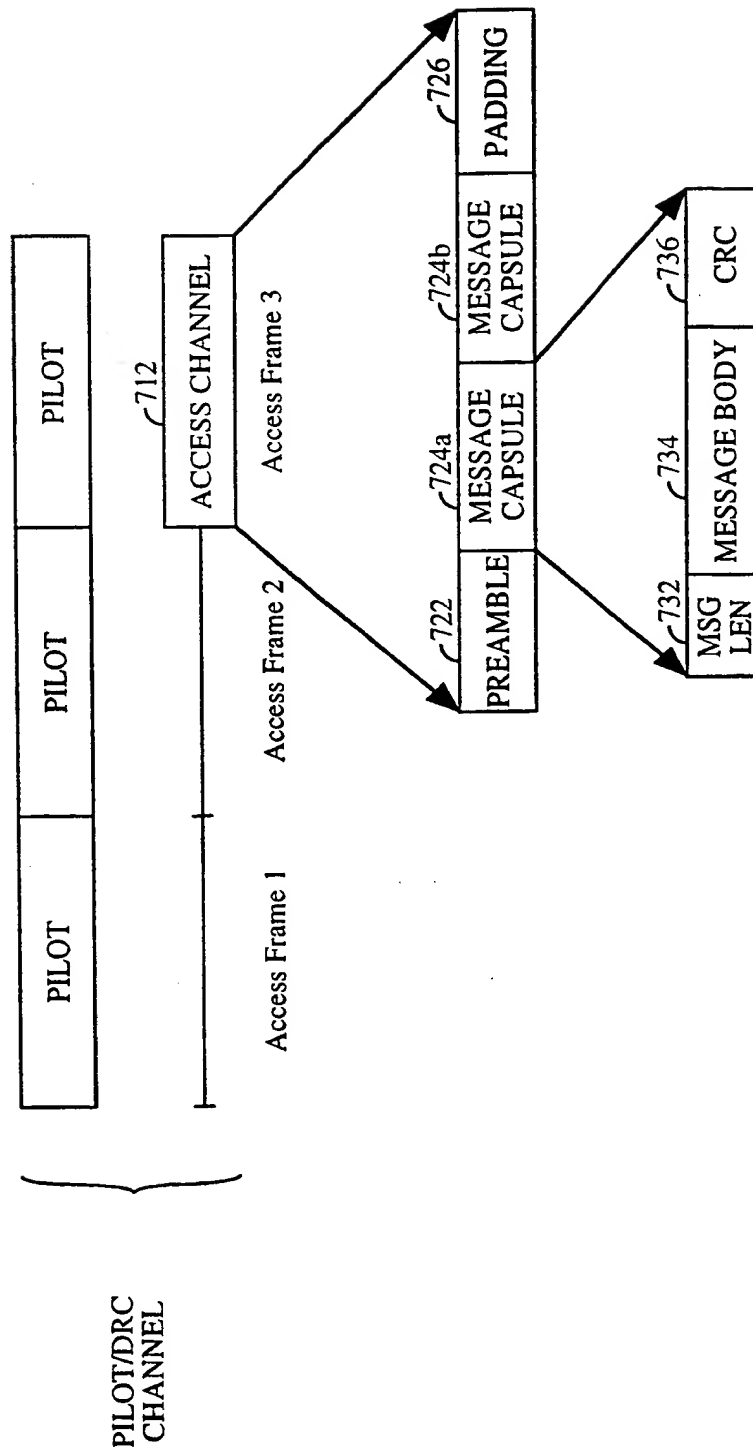 PILOT/DRC
CHANNEL
PILOT
PILOT
PILOT
712
ACCESS CHANNEL
Access Frame 1
Access Frame 2
Access Frame 3
722
724a
724b
726
PREAMBLE
MESSAGE
CAPSULE
MESSAGE
CAPSULE
PADDING
732
734
736
MSG
LEN
MESSAGE BODY
CRC